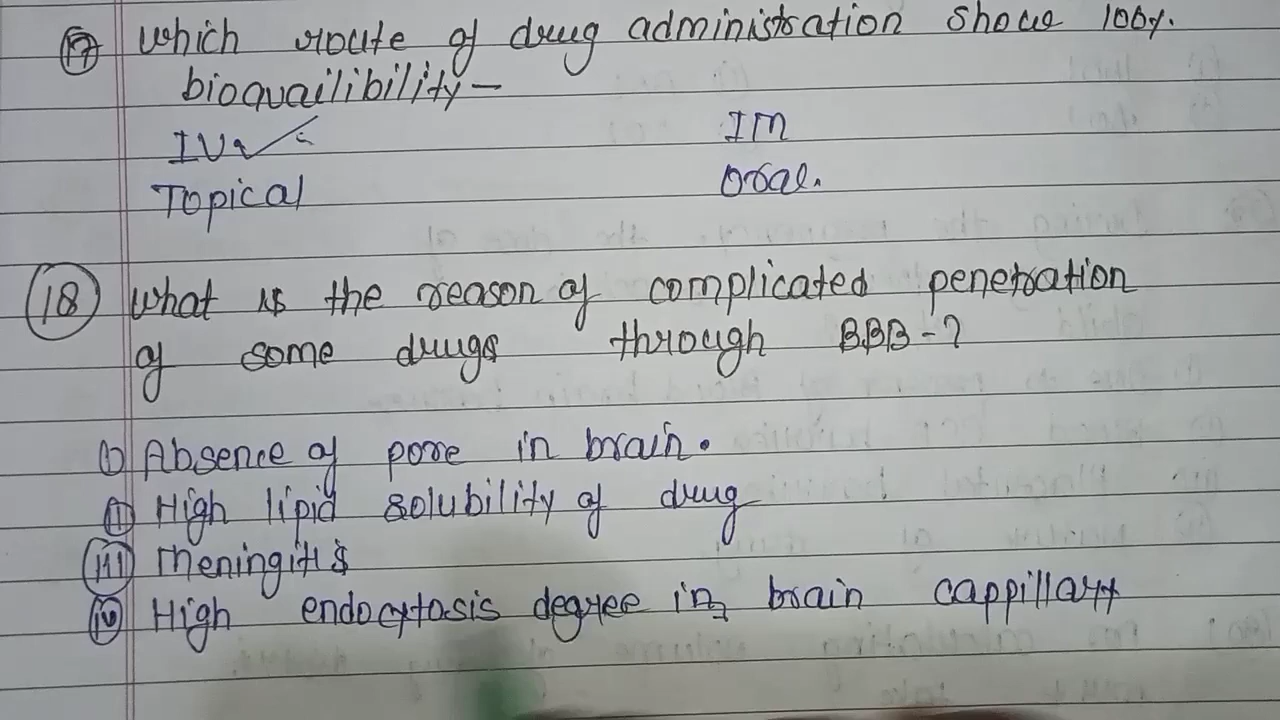 17 Which route of drug administration show 100%.
bioavailibility-
IV. IM
Topical Oral.
18 What is the reason of complicated penetration
of some drugs through BBB-?
i) Absence of pore in brain.
ii) High lipid solubility of drug
iii) Meningitis
iv) High endocytosis degree in brain cappillary